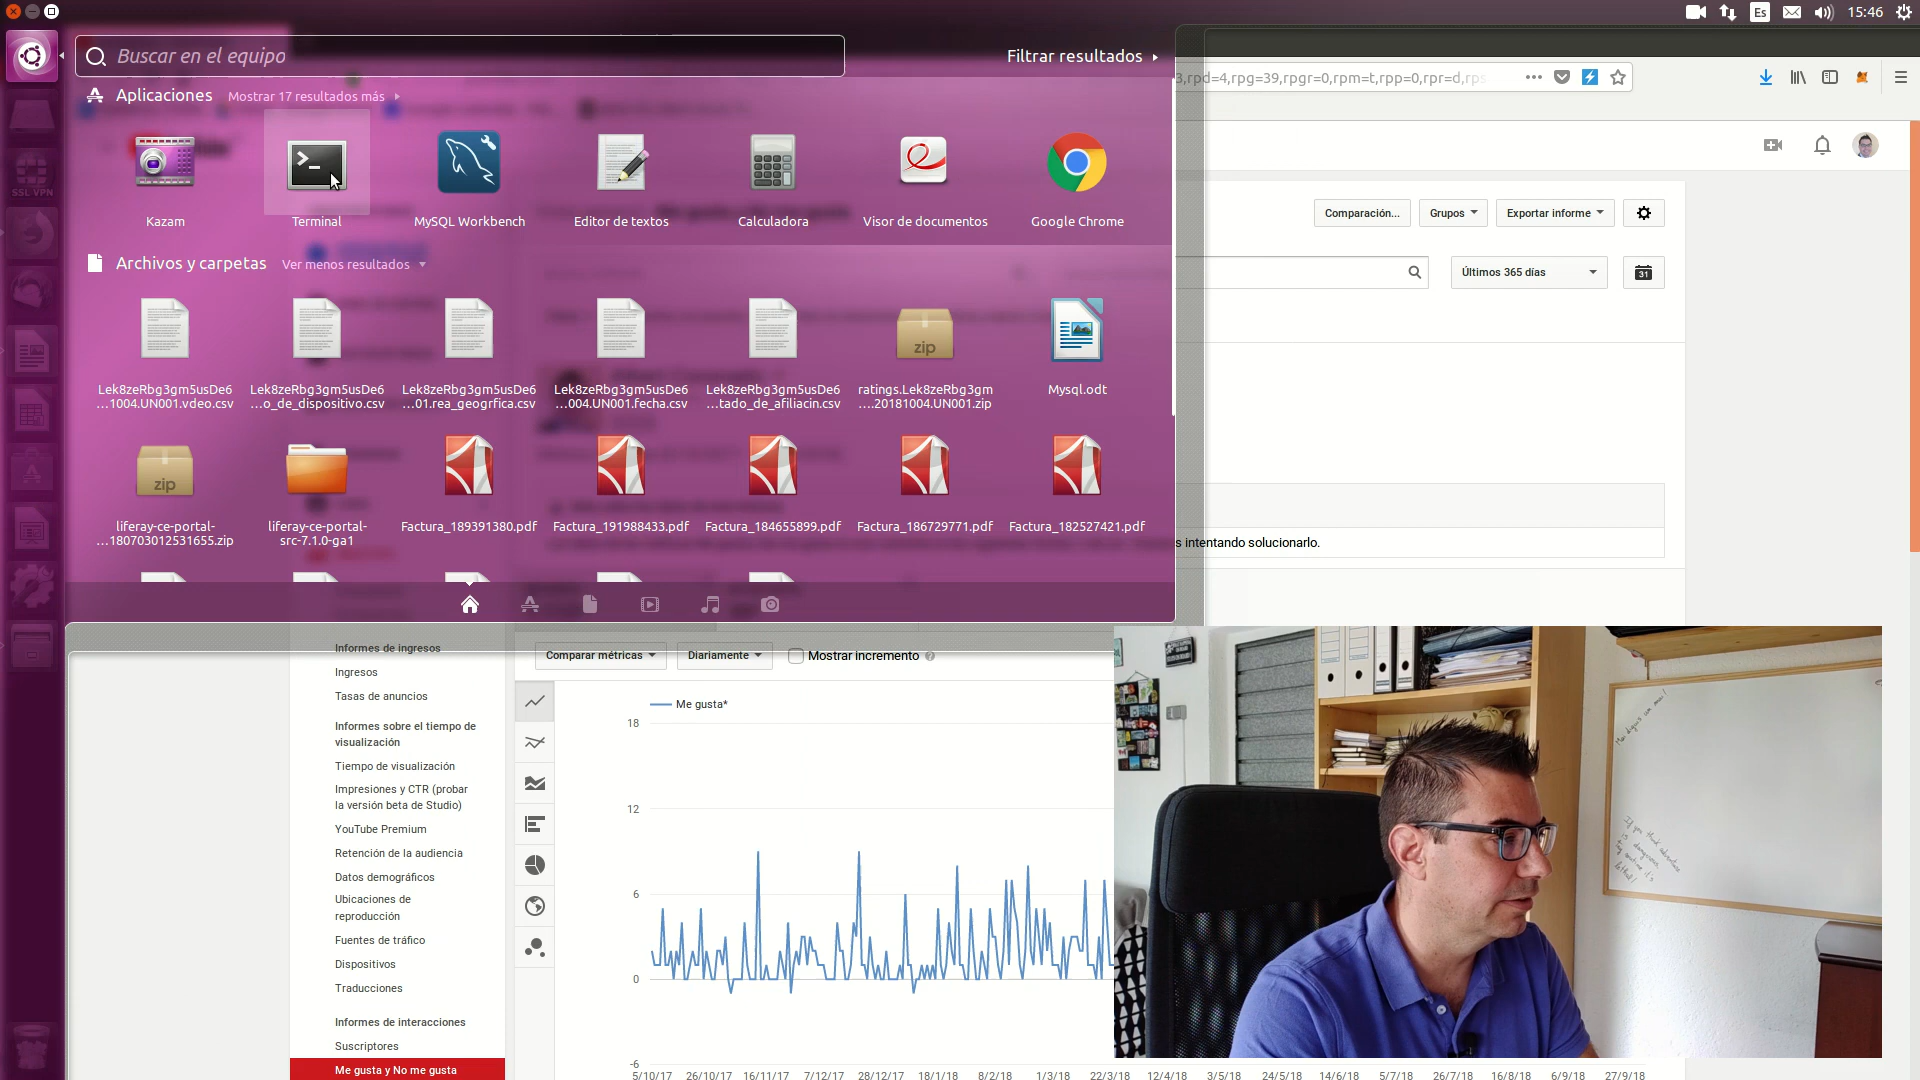 Es
15:46
Buscar en el equipo
Filtrar resultados
3,rpd=4,rpg=39,rpgr=0,rpm=t,rpp=0,rpr=d,rps
Aplicaciones Mostrar 17 resultados más
Kazam
Terminal
MySQL Workbench
Editor de textos
Calculadora
Visor de documentos
Google Chrome
SSL VPN
Comparación...
Grupos
Exportar informe
Últimos 365 días
31
Archivos y carpetas Ver menos resultados
Lek8zeRbg3gm5usDe6
...1004.UN001.vdeo.csv
Lek8zeRbg3gm5usDe6
...o_de_dispositivo.csv
Lek8zeRbg3gm5usDe6
...01.rea_geogrfica.csv
Lek8zeRbg3gm5usDe6
...004.UN001.fecha.csv
Lek8zeRbg3gm5usDe6
...tado_de_afiliacin.csv
zip
ratings.Lek8zeRbg3gm
....20181004.UN001.zip
Mysql.odt
zip
liferay-ce-portal-
...180703012531655.zip
liferay-ce-portal-
src-7.1.0-ga1
Factura_189391380.pdf
Factura_191988433.pdf
Factura_184655899.pdf
Factura_186729771.pdf
Factura_182527421.pdf
s intentando solucionarlo.
Informes de ingresos
Ingresos
Tasas de anuncios
Informes sobre el tiempo de
visualización
Tiempo de visualización
Impresiones y CTR (probar
la versión beta de Studio)
YouTube Premium
Retención de la audiencia
Datos demográficos
Ubicaciones de
reproducción
Fuentes de tráfico
Dispositivos
Traducciones
Informes de interacciones
Suscriptores
Me gusta y No me gusta
Comparar métricas
Diariamente
Mostrar incremento
?
Me gusta*
18
12
6
0
-6
5/10/17 26/10/17 16/11/17 7/12/17 28/12/17 18/1/18 8/2/18 1/3/18 22/3/18 12/4/18 3/5/18 24/5/18 14/6/18 5/7/18 26/7/18 16/8/18 6/9/18 27/9/18